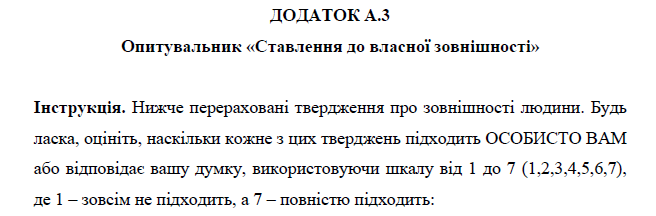 ДОДАТОК А.3
Опитувальник «Ставлення до власної зовнішності»
Інструкція. Нижче перераховані твердження про зовнішності людини. Будь
ласка, оцініть, наскільки кожне з цих тверджень підходить ОСОБИСТО ВАМ
або відповідає вашу думку, використовуючи шкалу від 1 до 7 (1,2,3,4,5,6,7),
де 1 – зовсім не підходить, а 7 – повністю підходить: